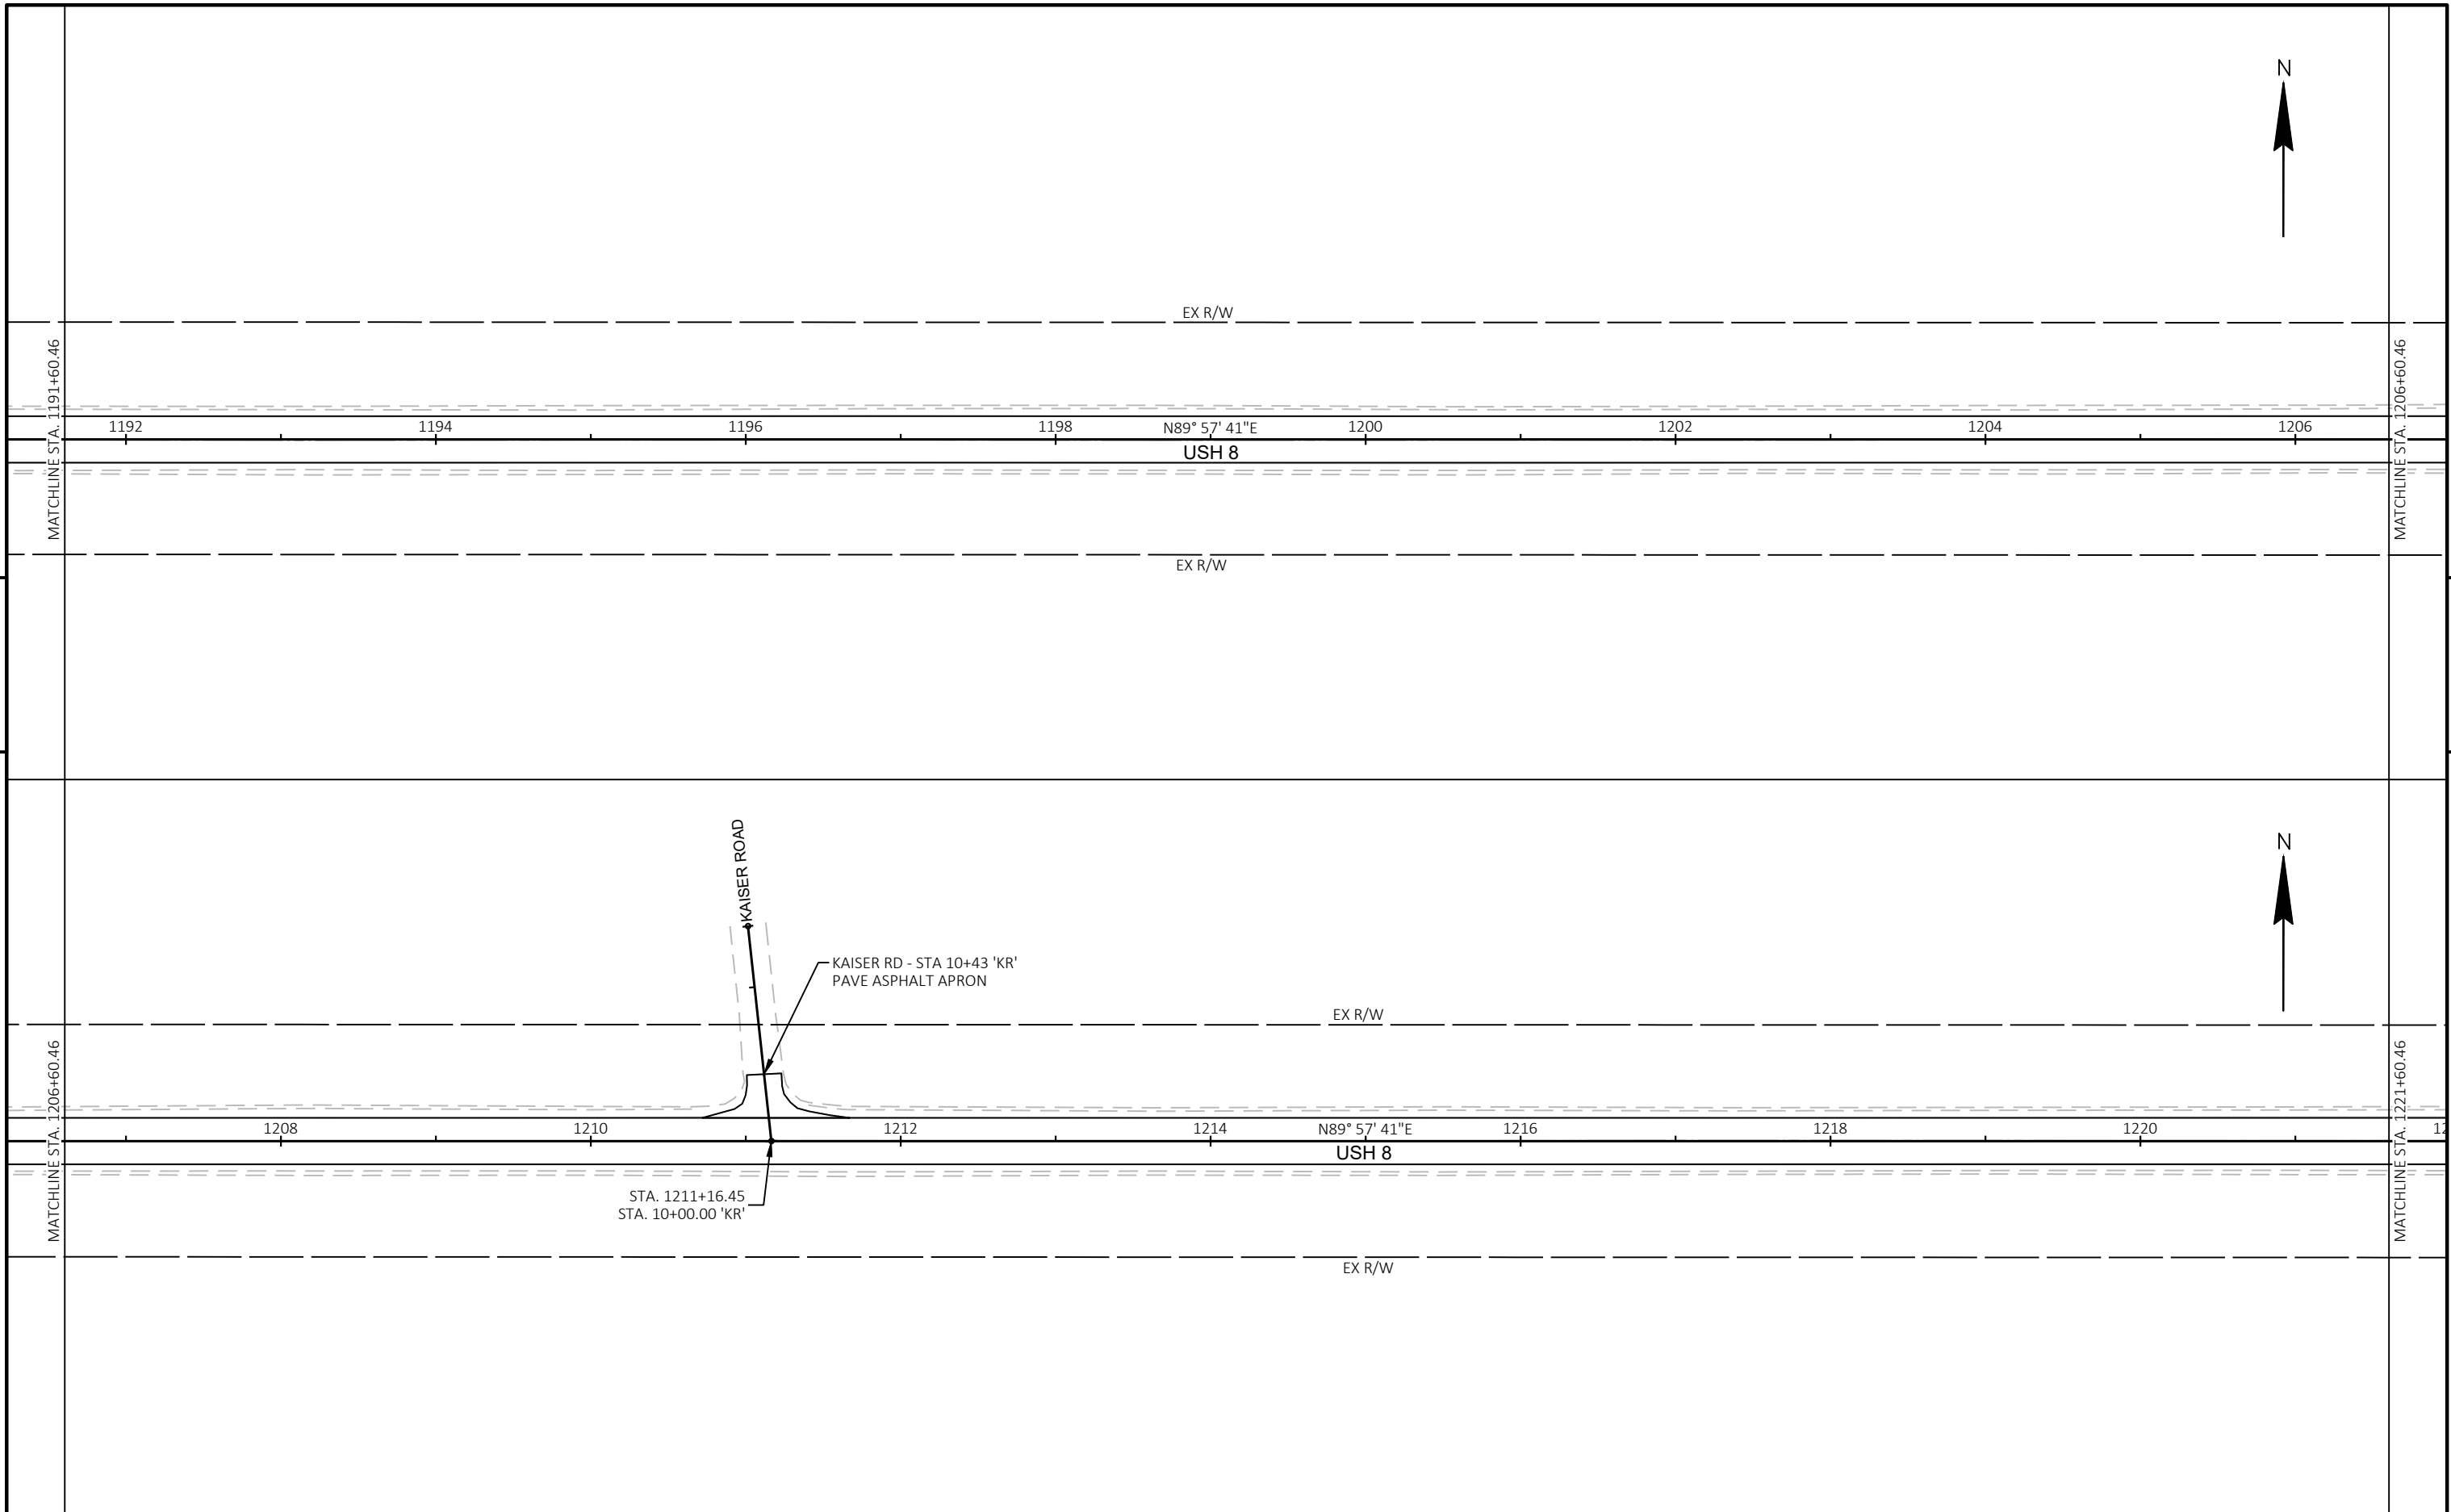 N
EX R/W
MATCHLINE STA. 1191+60.46
MATCHLINE STA. 1206+60.46
1192
1194
1196
1198
N89° 57' 41"E
1200
1202
1204
1206
USH 8
EX R/W
KAISER ROAD
N
KAISER RD - STA 10+43 'KR'
PAVE ASPHALT APRON
EX R/W
MATCHLINE STA. 1206+60.46
MATCHLINE STA. 1221+60.46
1208
1210
1212
1214
N89° 57' 41"E
1216
1218
1220
USH 8
STA. 1211+16.45
STA. 10+00.00 'KR'
EX R/W